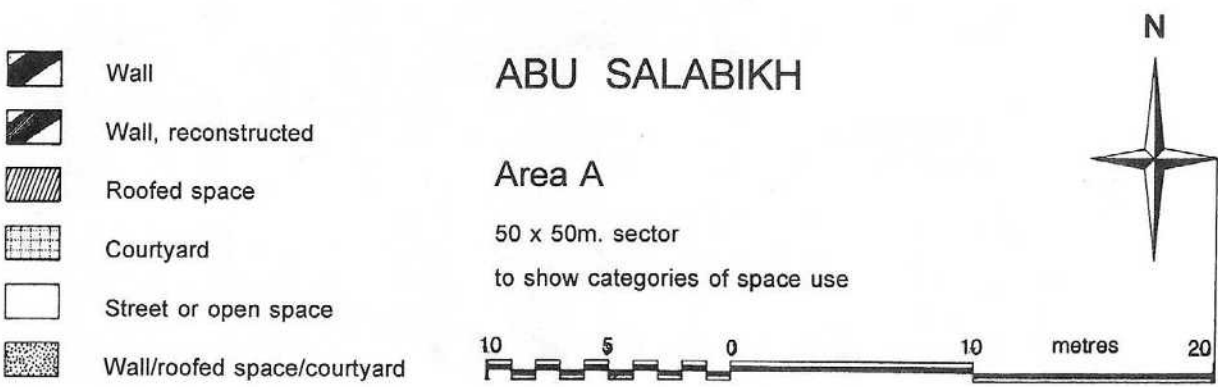 N
ABU SALABIKH
Area A
50 x 50m. sector
to show categories of space use
Wall
Wall, reconstructed
Roofed space
Courtyard
Street or open space
Wall/roofed space/courtyard
10 5 0 10 metres 20